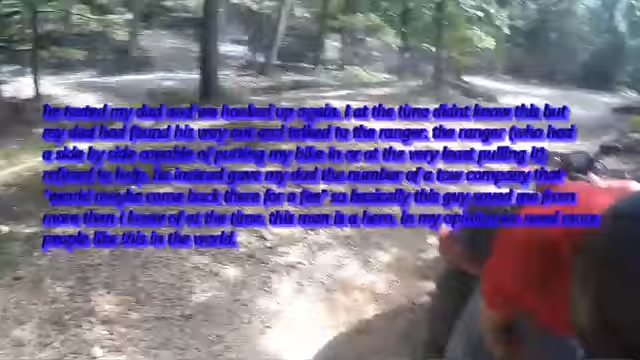 he texted my dad and we hooked up again. I at the time didnt know this but
my dad had found his way out and talked to the ranger. the ranger (who had
a side by side capable of putting my bike in or at the very least pulling it)
refused to help. he instead gave my dad the number of a tow company that
"would maybe come back there for a fee" so basically this guy saved me from
more then I knew of at the time. this man is a hero. in my opinion we need more
people like this in the world.